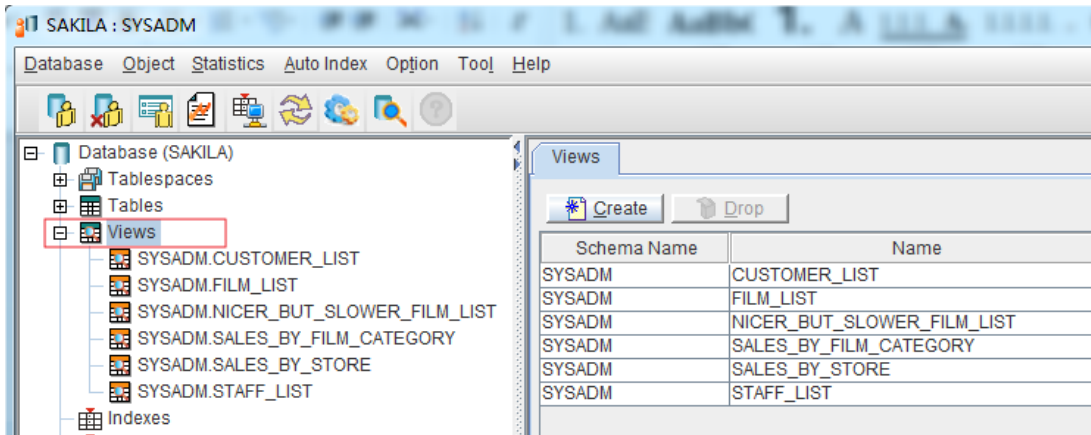 SAKILA : SYSADM
Database Object Statistics Auto Index Option Tool Help
Database (SAKILA)
Tablespaces
Tables
Views
SYSADM.CUSTOMER_LIST
SYSADM.FILM_LIST
SYSADM.NICER_BUT_SLOWER_FILM_LIST
SYSADM.SALES_BY_FILM_CATEGORY
SYSADM.SALES_BY_STORE
SYSADM.STAFF_LIST
Indexes
Views
Create Drop
Schema Name Name
SYSADM CUSTOMER_LIST
SYSADM FILM_LIST
SYSADM NICER_BUT_SLOWER_FILM_LIST
SYSADM SALES_BY_FILM_CATEGORY
SYSADM SALES_BY_STORE
SYSADM STAFF_LIST